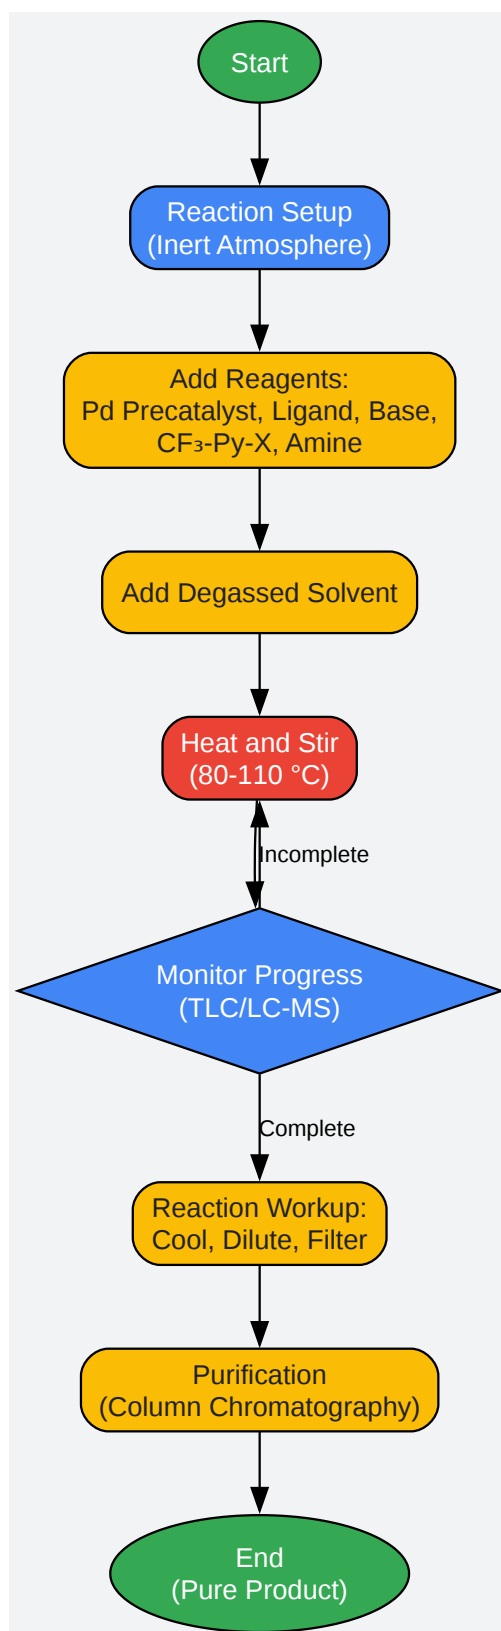 Start
Reaction Setup
(Inert Atmosphere)
Add Reagents:
Pd Precatalyst, Ligand, Base,
CF₃-Py-X, Amine
Add Degassed Solvent
Heat and Stir
(80-110 °C)
Incomplete
Monitor Progress
(TLC/LC-MS)
Complete
Reaction Workup:
Cool, Dilute, Filter
Purification
(Column Chromatography)
End
(Pure Product)